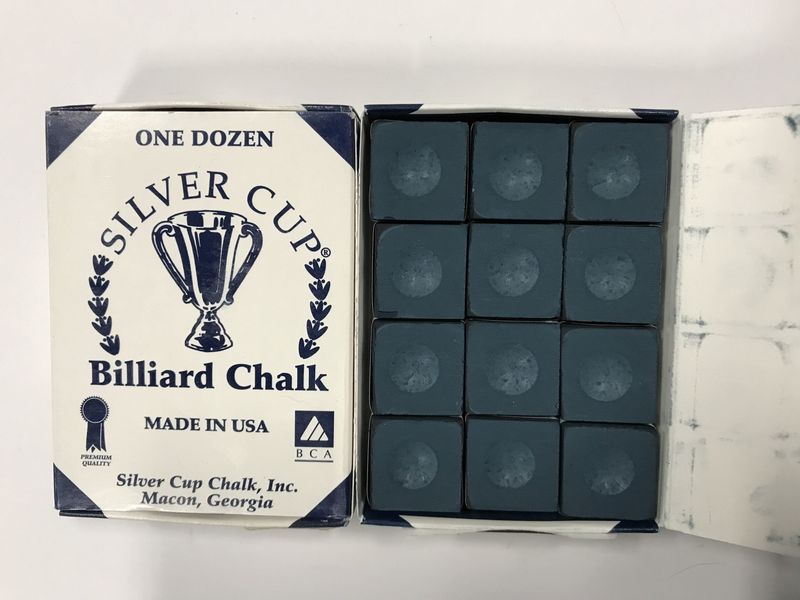 ONE DOZEN
SILVER CUP®
Billiard Chalk
MADE IN USA
PREMIUM
QUALITY
BCA
Silver Cup Chalk, Inc.
Macon, Georgia